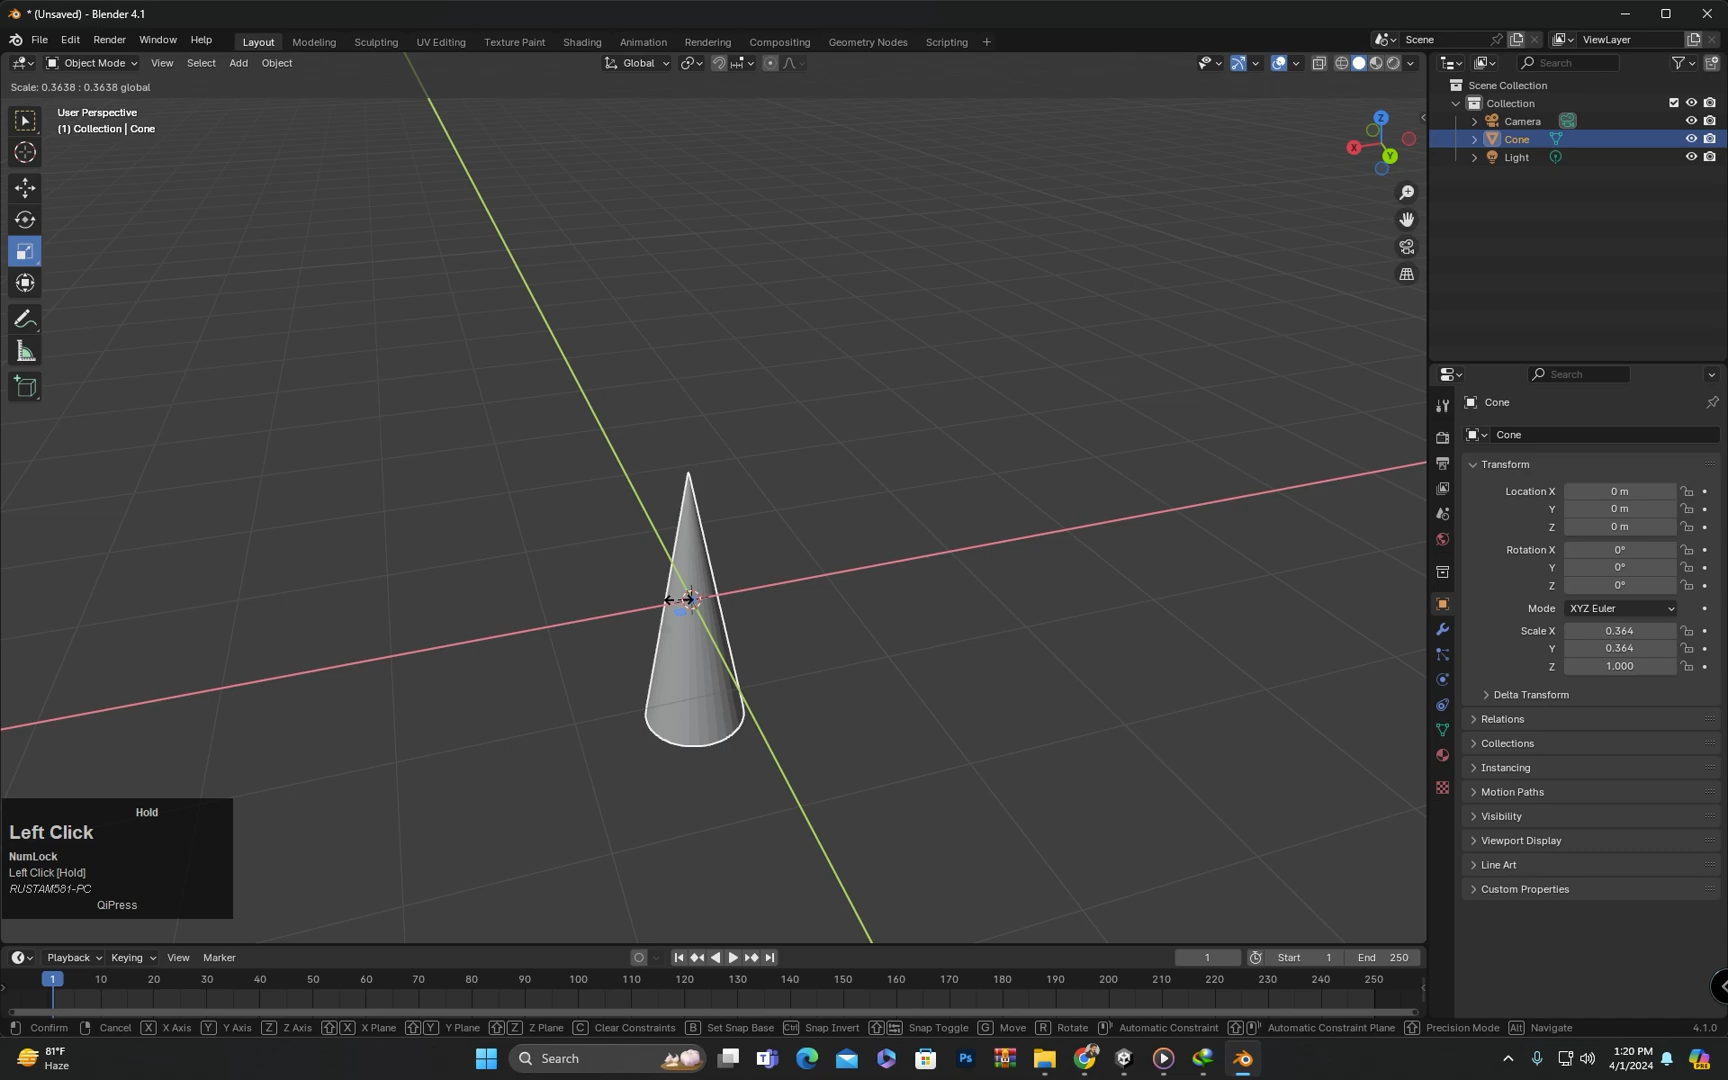 * (Unsaved) - Blender 4.1
File Edit Render Window Help
Layout Modeling Sculpting UV Editing Texture Paint Shading Animation Rendering Compositing Geometry Nodes Scripting +
Scene
ViewLayer
Object Mode View Select Add Object
Global
Search
Scale: 0.3638 : 0.3638 global
User Perspective
(1) Collection | Cone
Z
X
Y
Scene Collection
Collection
Camera
Cone
Light
Search
Cone
Cone
Transform
Location X 0 m
Y 0 m
Z 0 m
Rotation X 0°
Y 0°
Z 0°
Mode XYZ Euler
Scale X 0.364
Y 0.364
Z 1.000
Delta Transform
Relations
Collections
Instancing
Motion Paths
Visibility
Viewport Display
Line Art
Custom Properties
Hold
Left Click
NumLock
Left Click [Hold]
RUSTAM581-PC
QiPress
Playback Keying View Marker
1 Start 1 End 250
1 10 20 30 40 50 60 70 80 90 100 110 120 130 140 150 160 170 180 190 200 210 220 230 240 250
Confirm Cancel X X Axis Y Y Axis Z Z Axis X X Plane Y Y Plane Z Z Plane C Clear Constraints B Set Snap Base Ctrl Snap Invert Snap Toggle G Move R Rotate Automatic Constraint Automatic Constraint Plane Precision Mode Alt Navigate 4.1.0
81°F
Haze
Search
Ps
PRE
1:20 PM
4/1/2024